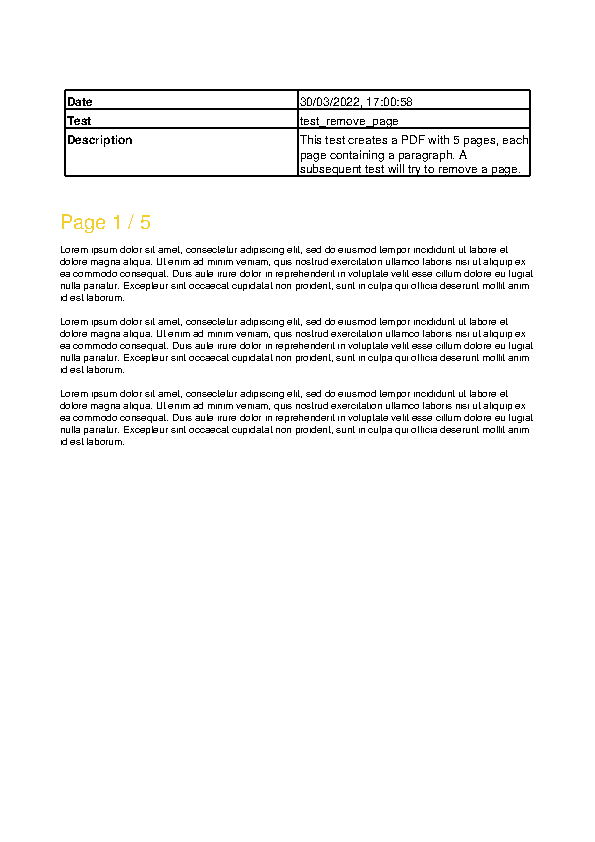 Date 30/03/2022, 17:00:58
Test test_remove_page
Description This test creates a PDF with 5 pages, each
page containing a paragraph. A
subsequent test will try to remove a page.
Page 1 / 5
Lorem ipsum dolor sit amet, consectetur adipiscing elit, sed do eiusmod tempor incididunt ut labore et
dolore magna aliqua. Ut enim ad minim veniam, quis nostrud exercitation ullamco laboris nisi ut aliquip ex
ea commodo consequat. Duis aute irure dolor in reprehenderit in voluptate velit esse cillum dolore eu fugiat
nulla pariatur. Excepteur sint occaecat cupidatat non proident, sunt in culpa qui officia deserunt mollit anim
id est laborum.
Lorem ipsum dolor sit amet, consectetur adipiscing elit, sed do eiusmod tempor incididunt ut labore et
dolore magna aliqua. Ut enim ad minim veniam, quis nostrud exercitation ullamco laboris nisi ut aliquip ex
ea commodo consequat. Duis aute irure dolor in reprehenderit in voluptate velit esse cillum dolore eu fugiat
nulla pariatur. Excepteur sint occaecat cupidatat non proident, sunt in culpa qui officia deserunt mollit anim
id est laborum.
Lorem ipsum dolor sit amet, consectetur adipiscing elit, sed do eiusmod tempor incididunt ut labore et
dolore magna aliqua. Ut enim ad minim veniam, quis nostrud exercitation ullamco laboris nisi ut aliquip ex
ea commodo consequat. Duis aute irure dolor in reprehenderit in voluptate velit esse cillum dolore eu fugiat
nulla pariatur. Excepteur sint occaecat cupidatat non proident, sunt in culpa qui officia deserunt mollit anim
id est laborum.